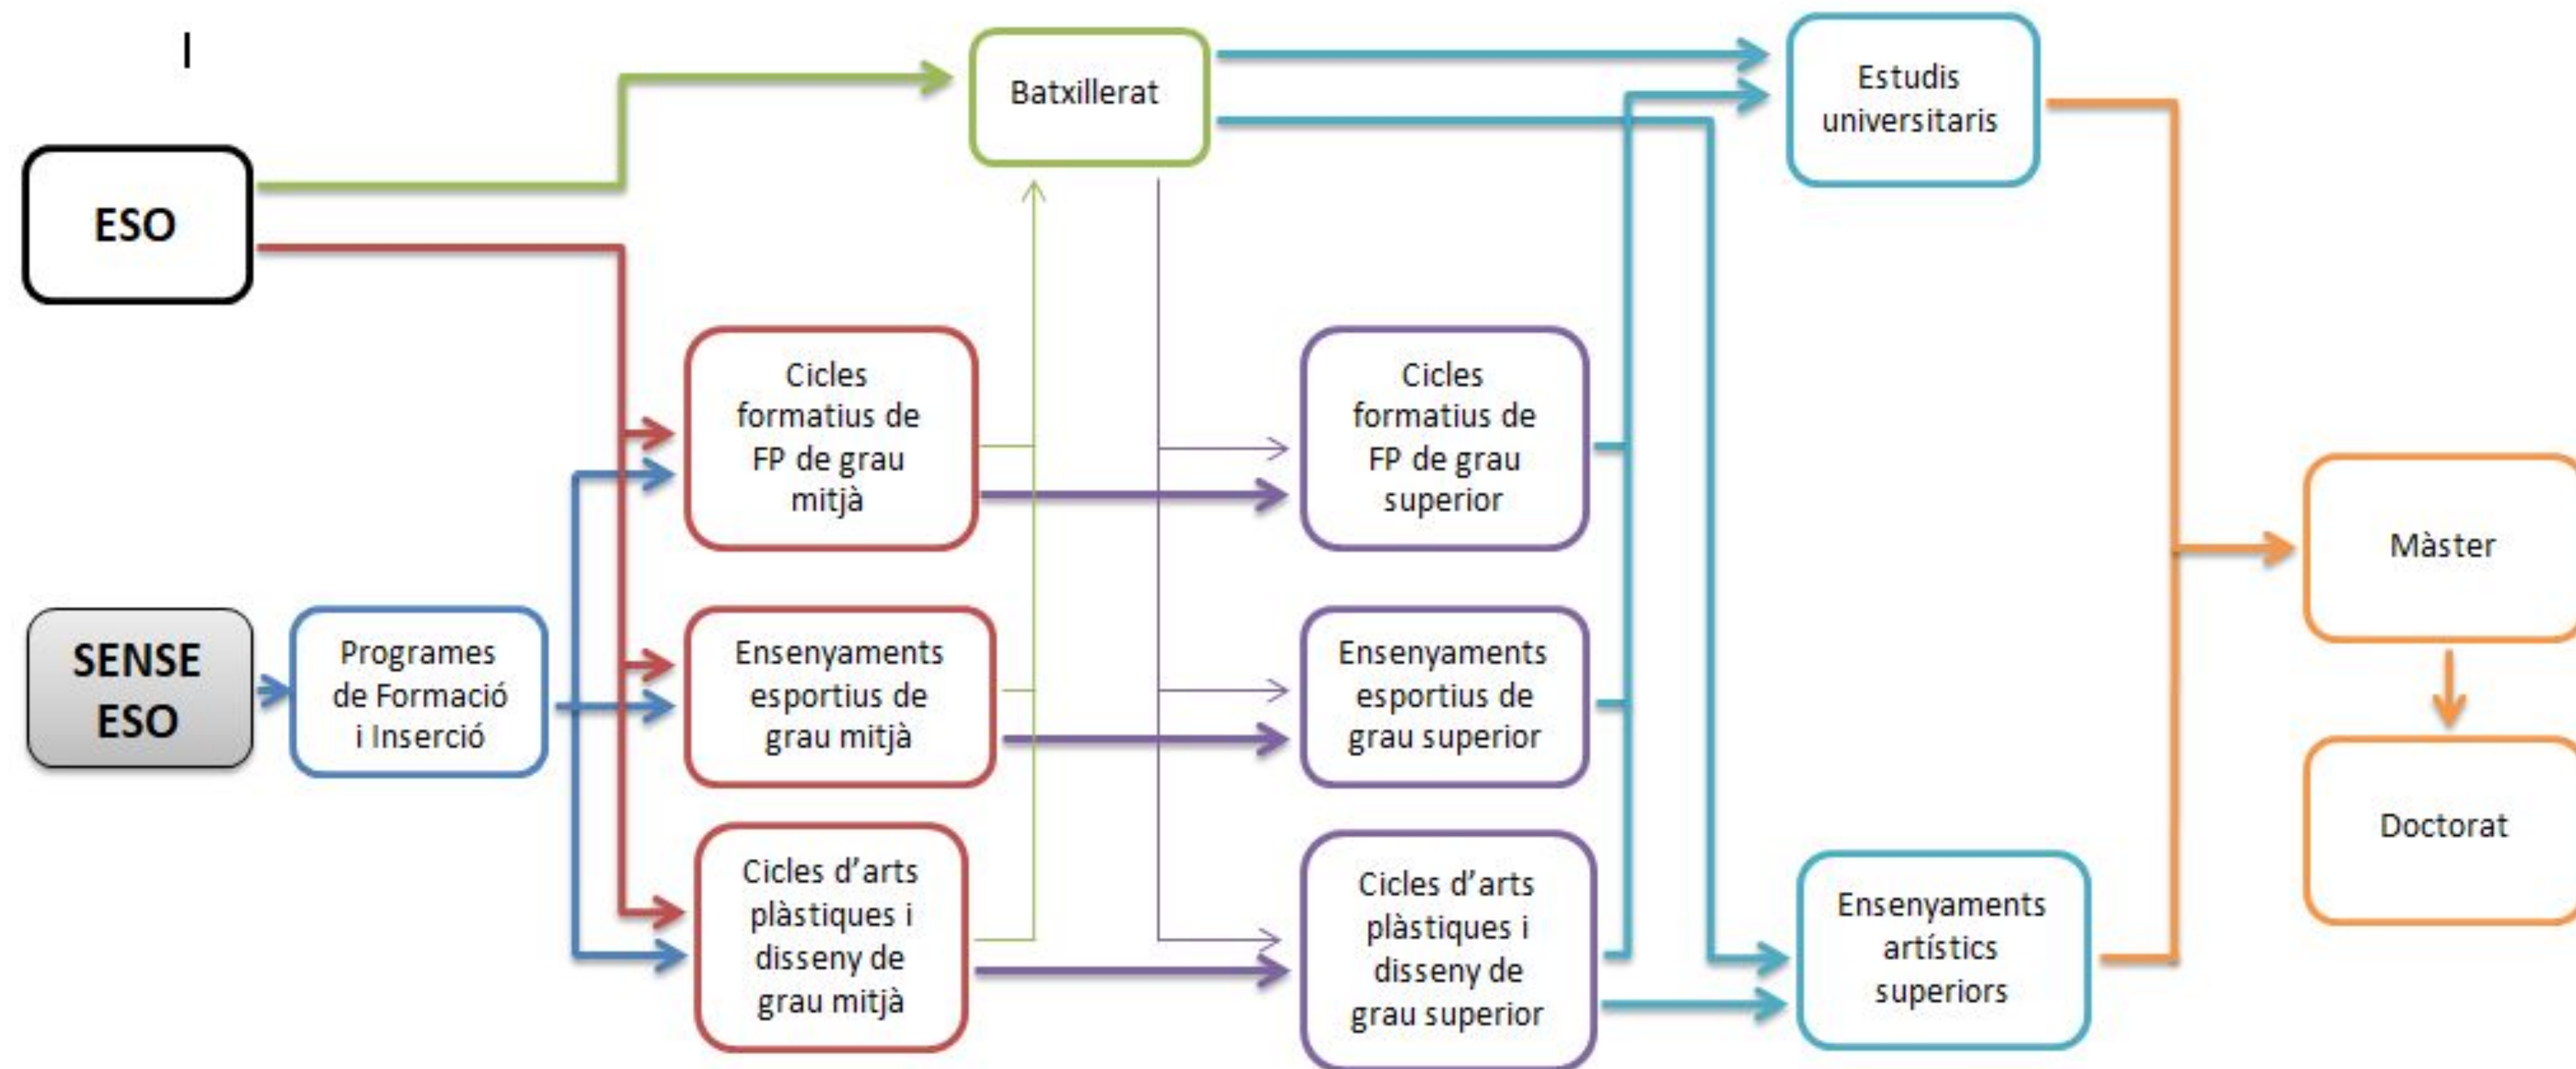 Batxillerat
Estudis
universitaris
ESO
Cicles
formatius de
FP de grau
mitjà
Cicles
formatius de
FP de grau
superior
Màster
SENSE
ESO
Programes
de Formació
i Inserció
Ensenyaments
esportius de
grau mitjà
Ensenyaments
esportius de
grau superior
Doctorat
Cicles d’arts
plàstiques i
disseny de
grau mitjà
Cicles d’arts
plàstiques i
disseny de
grau superior
Ensenyaments
artístics
superiors